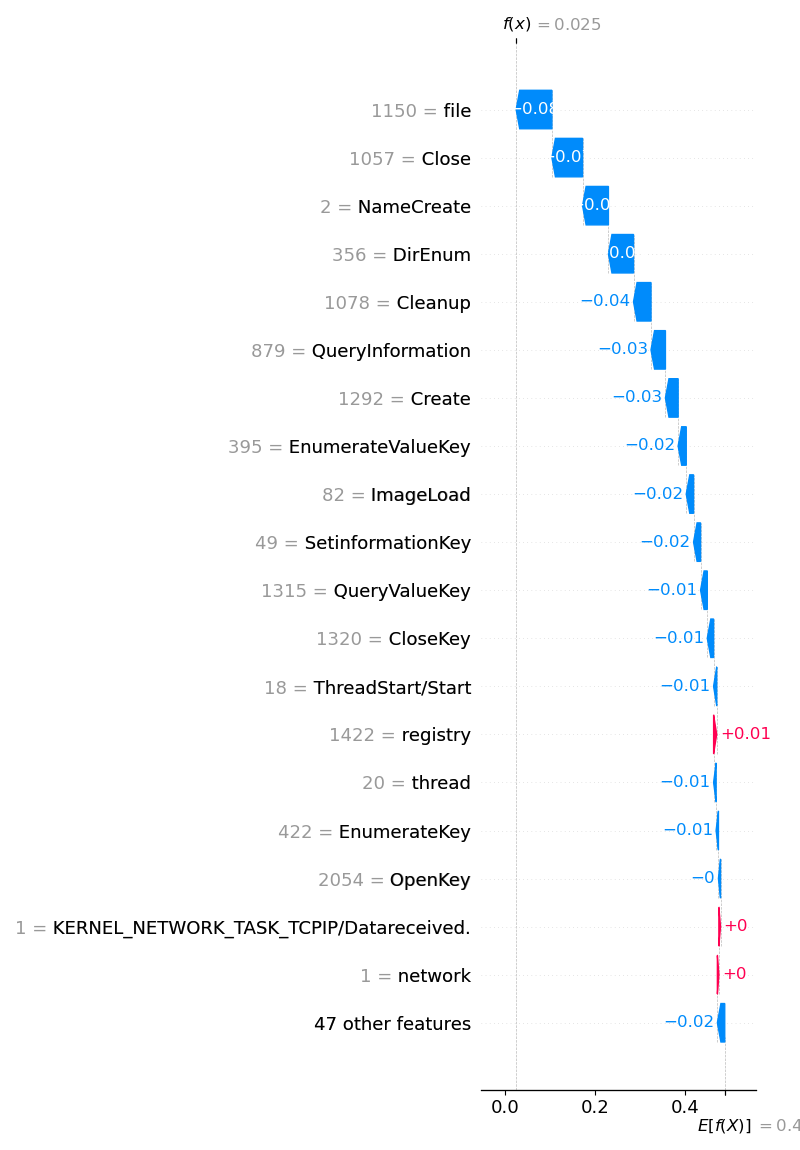 f(x) = 0.025
1150 = file
−0.08
1057 = Close
2 = NameCreate
356 = DirEnum
1078 = Cleanup −0.04
879 = QueryInformation −0.03
1292 = Create −0.03
395 = EnumerateValueKey −0.02
82 = ImageLoad −0.02
49 = SetinformationKey −0.02
1315 = QueryValueKey −0.01
1320 = CloseKey −0.01
18 = ThreadStart/Start −0.01
1422 = registry +0.01
20 = thread −0.01
422 = EnumerateKey −0.01
2054 = OpenKey −0
1 = KERNEL_NETWORK_TASK_TCPIP/Datareceived. +0
1 = network +0
47 other features −0.02
0.0 0.2 0.4
E[f(X)] = 0.4